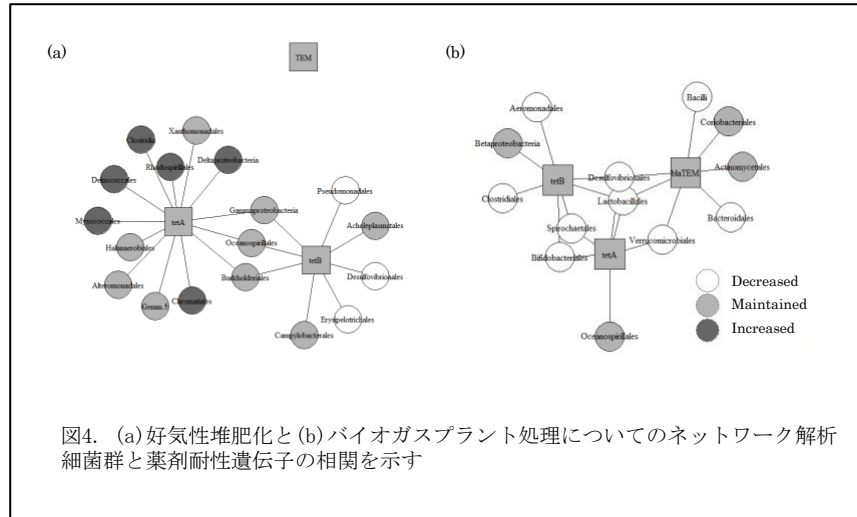 (a)
TEM
Xanthomonadales
Clostridia
Rhodospirillales
Deltaproteobacteria
Deinococcales
Myxococcales
tetA
Gammaproteobacteria
Pseudomonadales
Acholeplasmatales
Halanaerobiales
Oceanospirillales
tetB
Alteromonadales
Burkholderiales
Desulfovibrionales
Gemm.5
Chromatiales
Erysipelotrichales
Campylobacterales
(b)
Bacilli
Aeromonadales
Coriobacteriales
Betaproteobacteria
tetB
Desulfovibrionales
blaTEM
Actinomycetales
Clostridiales
Lactobacillales
Bacteroidales
Spirochaetales
Verrucomicrobiales
Bifidobacteriales
tetA
Oceanospirillales
Decreased
Maintained
Increased
図4. (a)好気性堆肥化と(b)バイオガスプラント処理についてのネットワーク解析
細菌群と薬剤耐性遺伝子の相関を示す